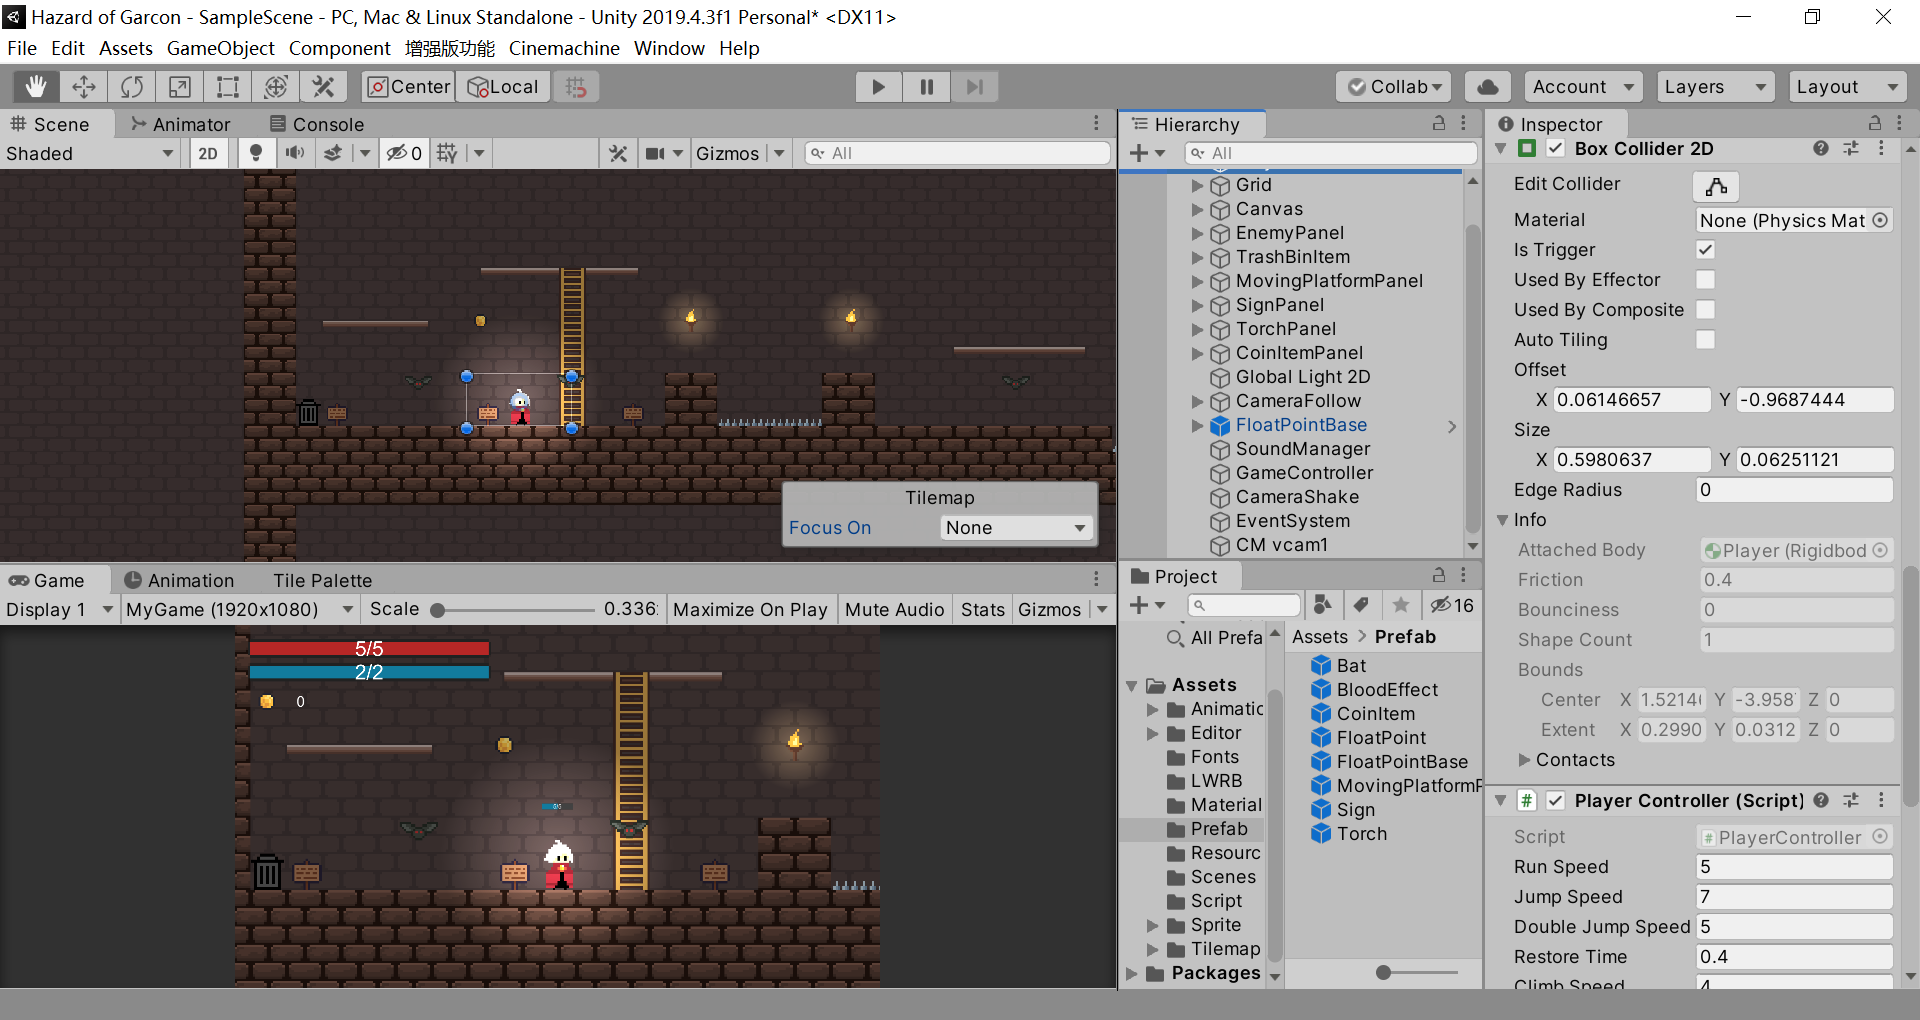 Hazard of Garcon - SampleScene - PC, Mac & Linux Standalone - Unity 2019.4.3f1 Personal* <DX11>
File Edit Assets GameObject Component 增强版功能 Cinemachine Window Help
Center Local Collab Account Layers Layout
Scene Animator Console
Shaded 2D 0 Gizmos All
Tilemap
Focus On None
Game Animation Tile Palette
Display 1 MyGame (1920x1080) Scale 0.336 Maximize On Play Mute Audio Stats Gizmos
5/5
2/2
0
Hierarchy
All
Grid
Canvas
EnemyPanel
TrashBinItem
MovingPlatformPanel
SignPanel
TorchPanel
CoinItemPanel
Global Light 2D
CameraFollow
FloatPointBase
SoundManager
GameController
CameraShake
EventSystem
CM vcam1
Project
16
All Prefa
Assets
Animatic
Editor
Fonts
LWRB
Material
Prefab
Resourc
Scenes
Script
Sprite
Tilemap
Packages
Assets > Prefab
Bat
BloodEffect
CoinItem
FloatPoint
FloatPointBase
MovingPlatformF
Sign
Torch
Inspector
Box Collider 2D
Edit Collider
Material None (Physics Mat
Is Trigger
Used By Effector
Used By Composite
Auto Tiling
Offset
X 0.06146657 Y -0.9687444
Size
X 0.5980637 Y 0.06251121
Edge Radius 0
Info
Attached Body Player (Rigidbod
Friction 0.4
Bounciness 0
Shape Count 1
Bounds
Center X 1.5214 Y -3.958 Z 0
Extent X 0.2990 Y 0.0312 Z 0
Contacts
# Player Controller (Script)
Script # PlayerController
Run Speed 5
Jump Speed 7
Double Jump Speed 5
Restore Time 0.4
Climb Speed 4